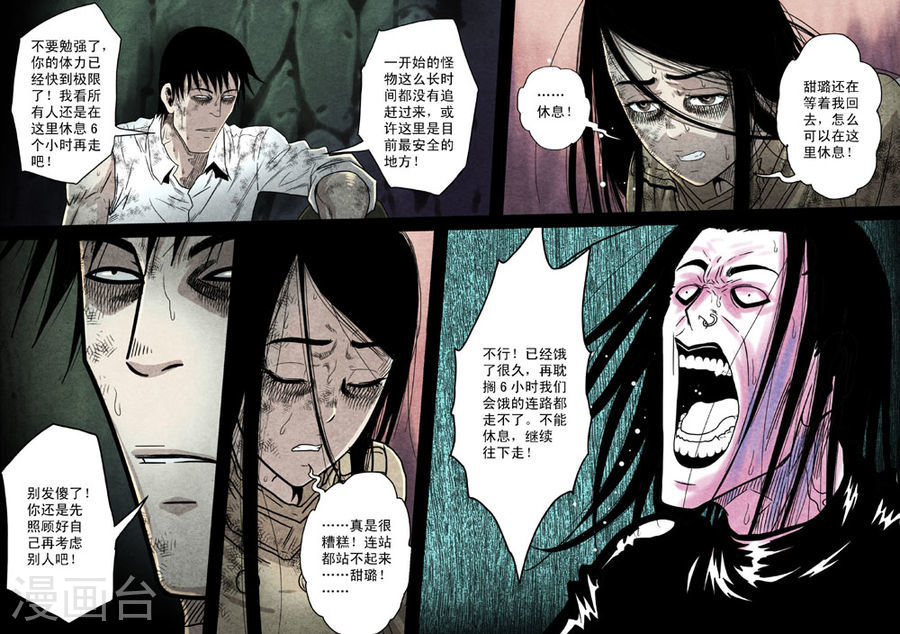 不要勉强了，
你的体力已
经快到极限
了！我看所
有人还是在
这里休息6
个小时再走
吧！
一开始的怪
物这么长时
间都没有追
赶过来，或
许这里是目
前最安全的
地方！
……
休息！
甜璐还在
等着我回
去，怎么
可以在这
里休息！
别发傻了！
你还是先
照顾好自
己再考虑
别人吧！
……真是很
糟糕！连站
都站不起来
……甜璐！
不行！已经饿
了很久，再耽
搁6小时我们
会饿的连路都
走不了。不能
休息，继续
往下走！
漫画台